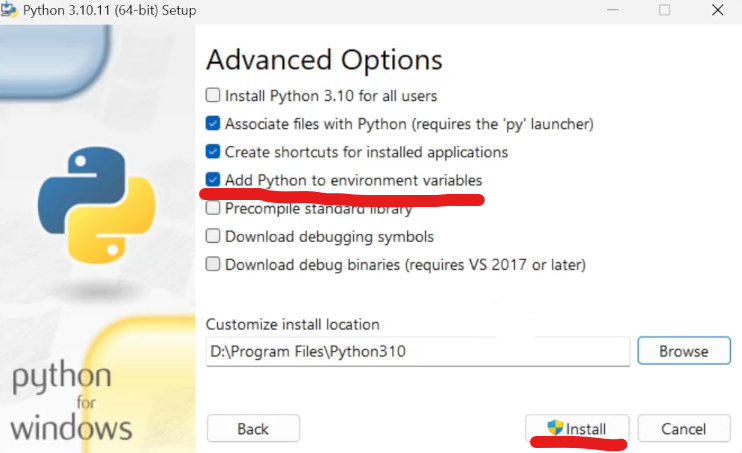 Python 3.10.11 (64-bit) Setup
Advanced Options
Install Python 3.10 for all users
Associate files with Python (requires the 'py' launcher)
Create shortcuts for installed applications
Add Python to environment variables
Precompile standard library
Download debugging symbols
Download debug binaries (requires VS 2017 or later)
Customize install location
D:\Program Files\Python310
Browse
python
for
windows
Back
Install
Cancel